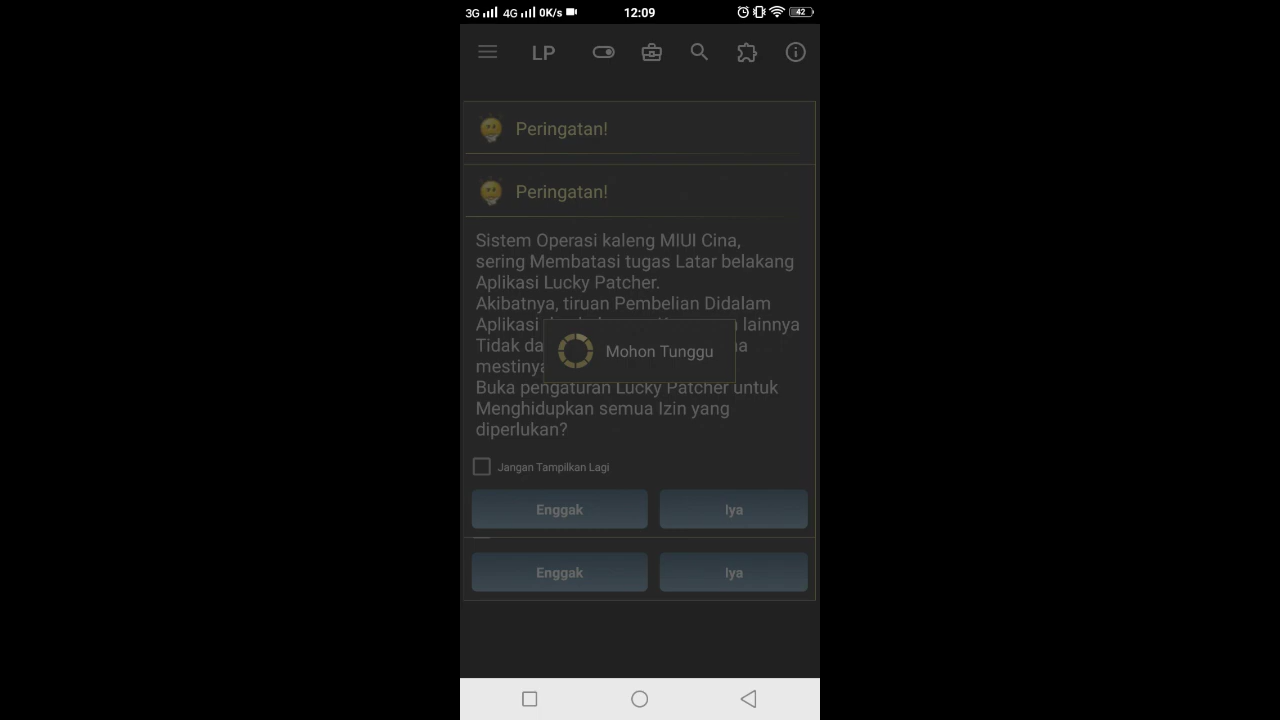 3G 4G 0K/s 12:09 42
LP
Peringatan!
Peringatan!
Sistem Operasi kaleng MIUI Cina,
sering Membatasi tugas Latar belakang
Aplikasi Lucky Patcher.
Akibatnya, tiruan Pembelian Didalam
Aplikasi lainnya
Tidak
mestinya
Mohon Tunggu
Buka pengaturan Lucky Patcher untuk
Menghidupkan semua Izin yang
diperlukan?
Jangan Tampilkan Lagi
Enggak Iya
Enggak Iya